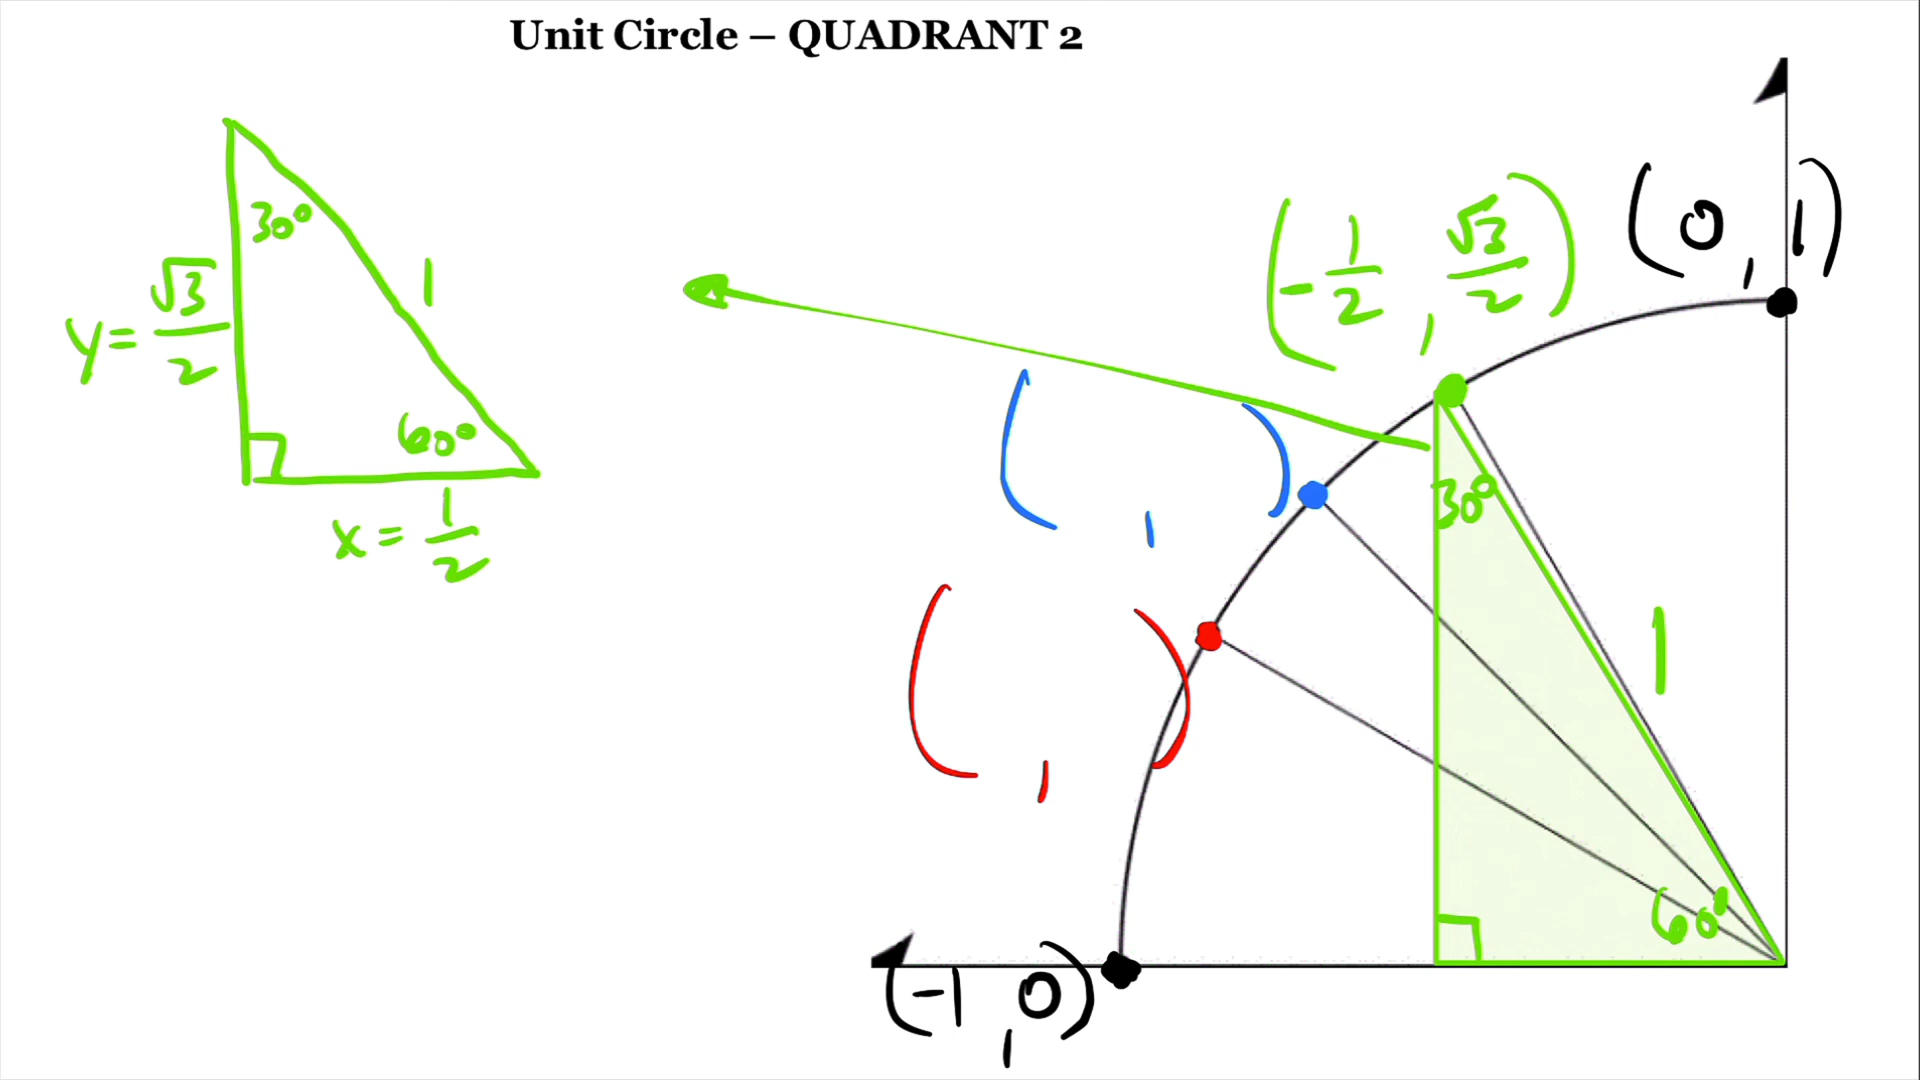 Unit Circle – QUADRANT 2
30°
1
y = √3/2
60°
x = 1/2
(-1/2, √3/2)
(0, 1)
( , )
30°
( , )
1
60°
(-1, 0)